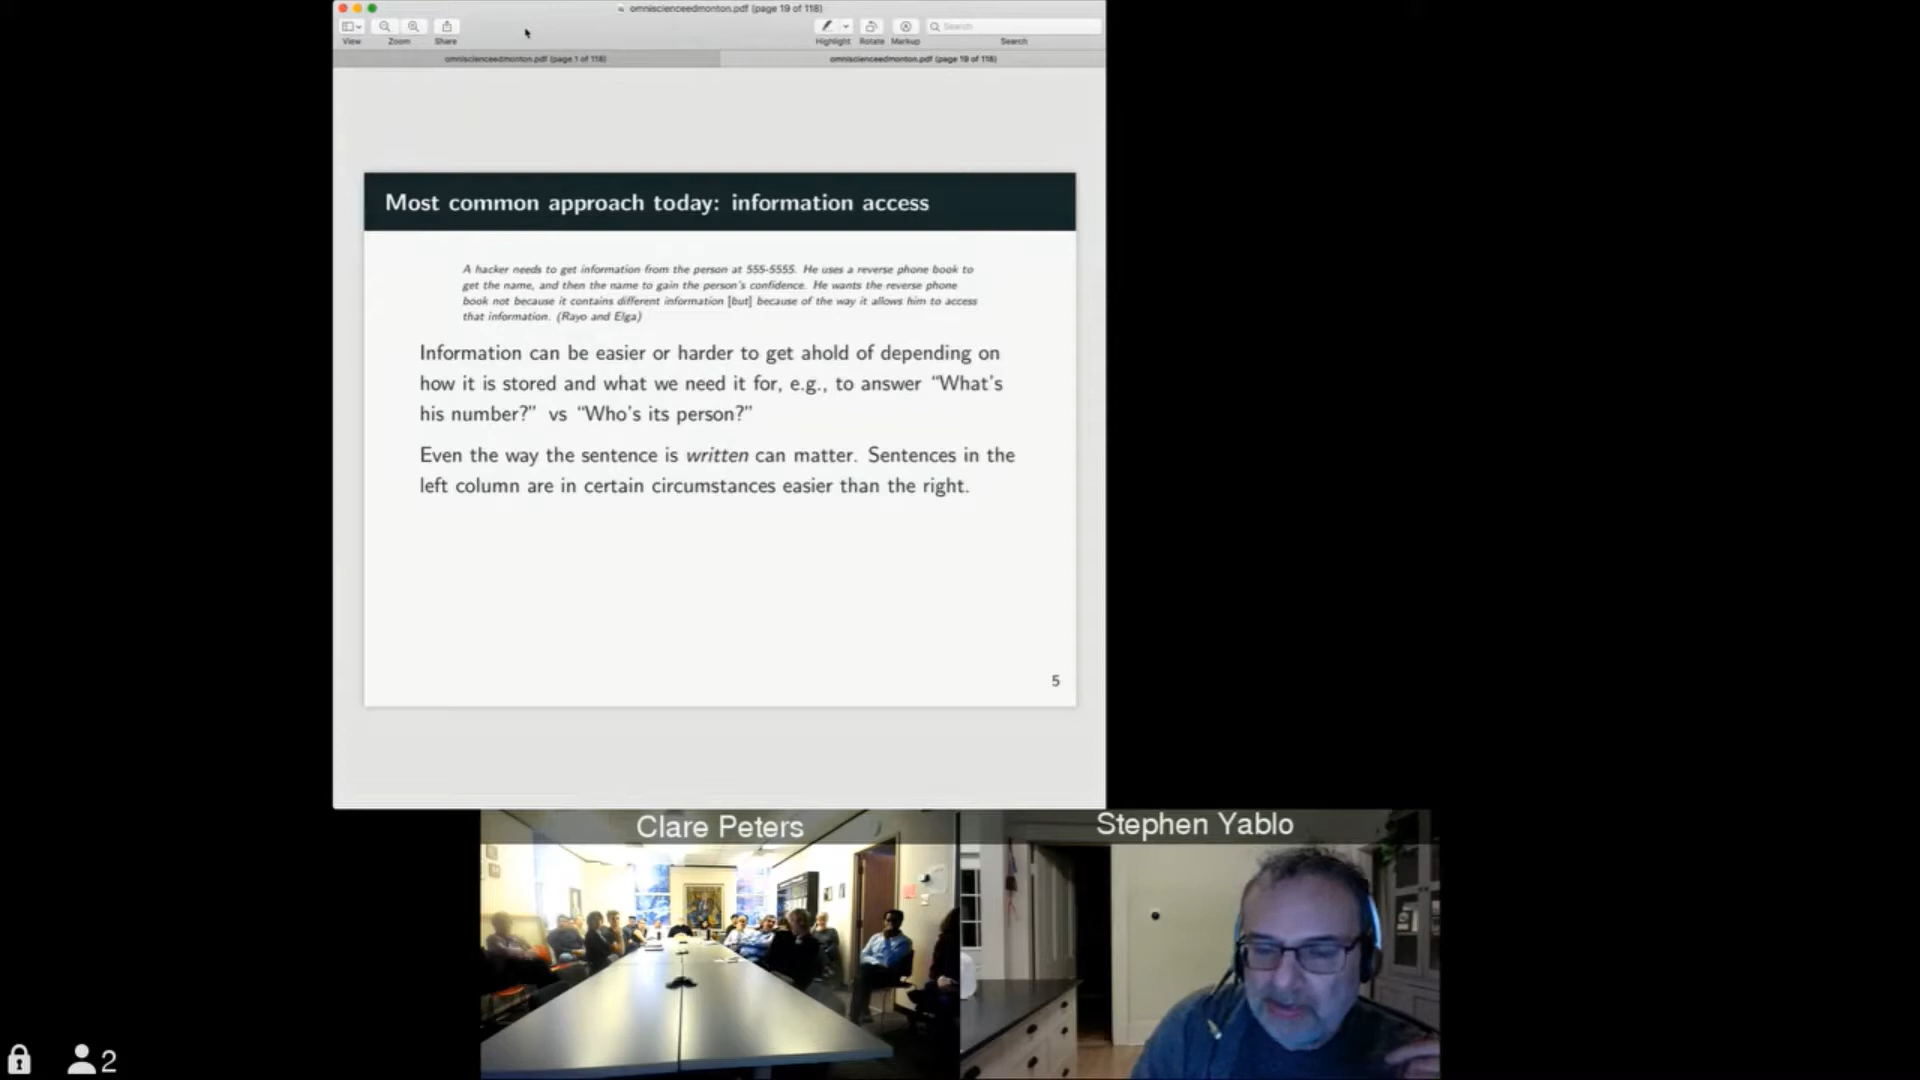 omniscienceedmonton.pdf (page 19 of 118)
View Zoom Share Highlight Rotate Markup Search
Search
omniscienceedmonton.pdf (page 1 of 118) omniscienceedmonton.pdf (page 19 of 118)
Most common approach today: information access
A hacker needs to get information from the person at 555-5555. He uses a reverse phone book to
get the name, and then the name to gain the person's confidence. He wants the reverse phone
book not because it contains different information [but] because of the way it allows him to access
that information. (Rayo and Elga)
Information can be easier or harder to get ahold of depending on
how it is stored and what we need it for, e.g., to answer “What's
his number?” vs “Who's its person?”
Even the way the sentence is written can matter. Sentences in the
left column are in certain circumstances easier than the right.
5
Clare Peters
Stephen Yablo
2